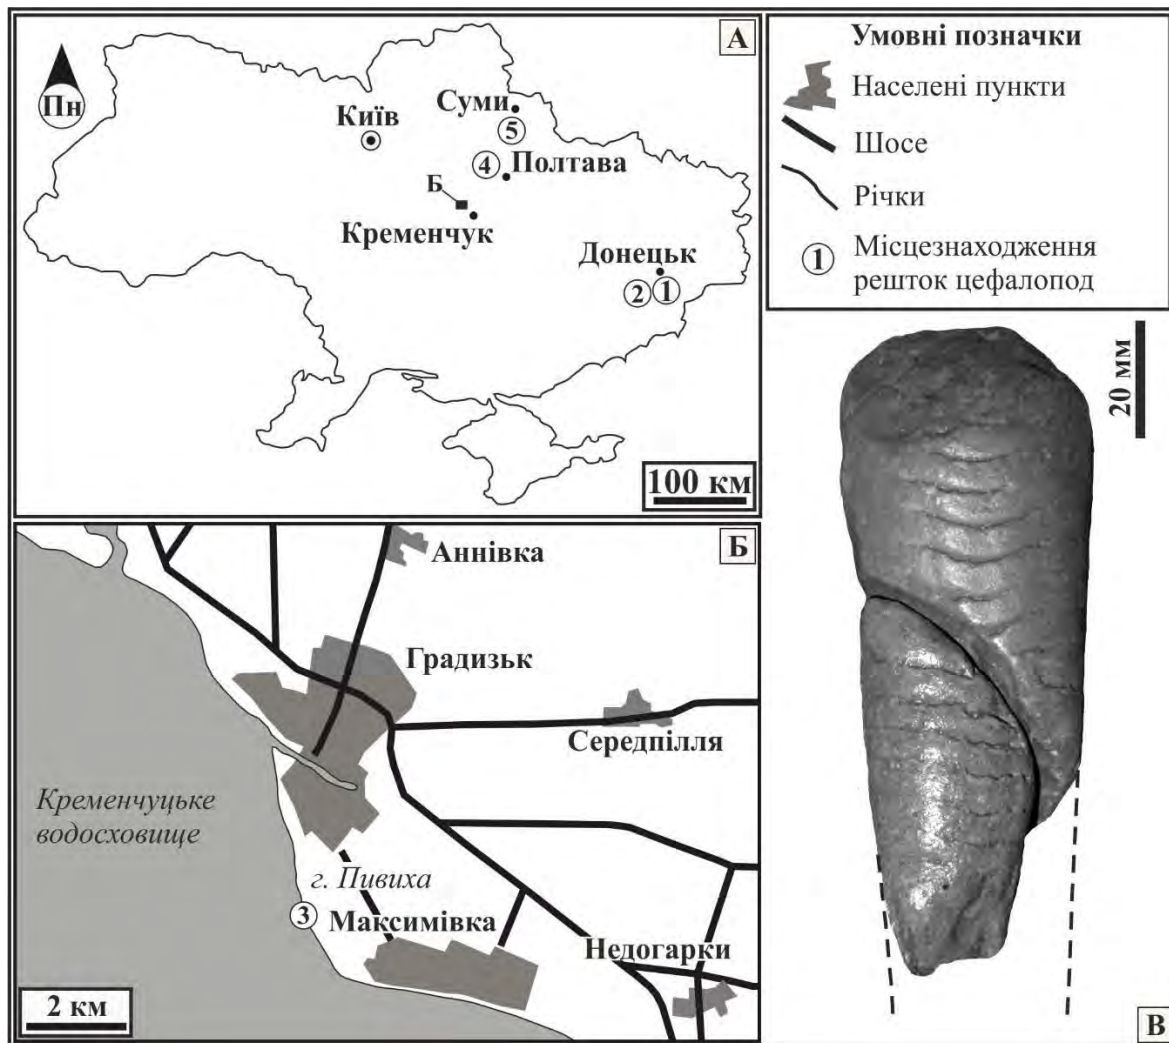 А
Пн
Київ
Суми
5
4
Полтава
Б
Кременчук
Донецьк
2
1
100 км
Умовні позначки
Населені пункти
Шосе
Річки
1
Місцезнаходження
решток цефалопод
Б
Аннівка
Градизьк
Середпілля
Кременчуцьке
водосховище
г. Пивиха
3
Максимівка
Недогарки
2 км
20 мм
В